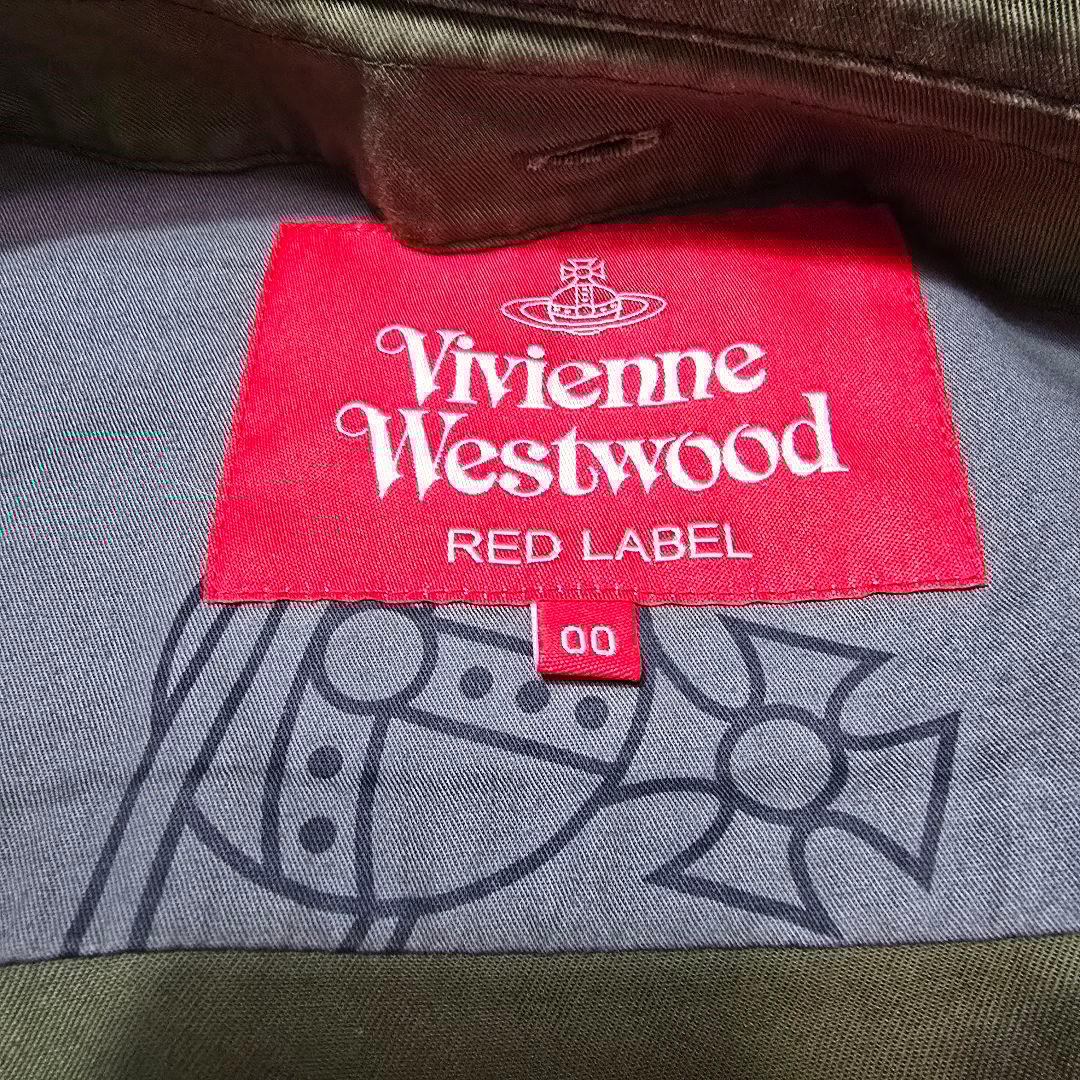 Vivienne
Westwood
RED LABEL
00